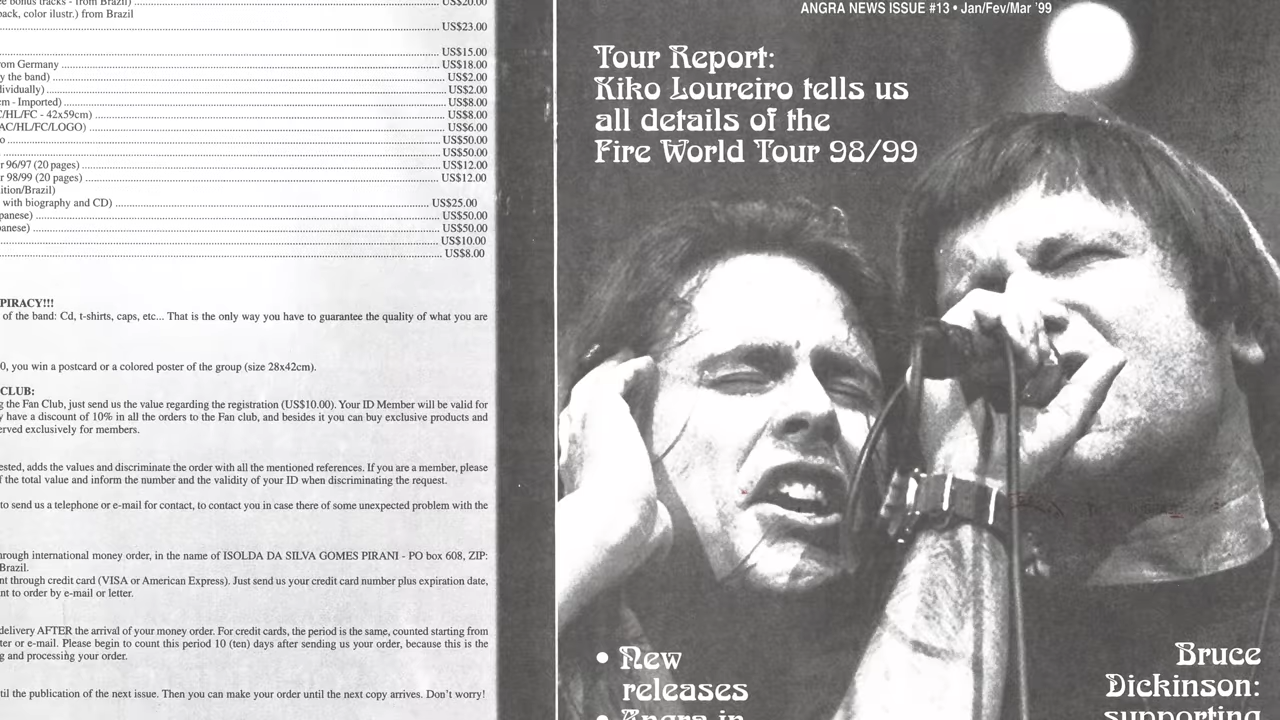 e bonus tracks - from Brazil) ........ US$20.00
back, color ilustr.) from Brazil
........ US$23.00
........ US$15.00
rom Germany ........ US$18.00
y the band) ........ US$2.00
dividually) ........ US$2.00
cm - Imported) ........ US$8.00
C/HL/FC - 42x59cm) ........ US$8.00
AC/HL/FC/LOGO) ........ US$6.00
o ........ US$50.00
........ US$50.00
r 96/97 (20 pages) ........ US$12.00
r 98/99 (20 pages) ........ US$12.00
ition/Brazil)
with biography and CD) ........ US$25.00
panese) ........ US$50.00
anese) ........ US$50.00
........ US$10.00
........ US$8.00
PIRACY!!!
of the band: Cd, t-shirts, caps, etc... That is the only way you have to guarantee the quality of what you are
0, you win a postcard or a colored poster of the group (size 28x42cm).
CLUB:
g the Fan Club, just send us the value regarding the registration (US$10.00). Your ID Member will be valid for
y have a discount of 10% in all the orders to the Fan club, and besides it you can buy exclusive products and
erved exclusively for members.
ested, adds the values and discriminate the order with all the mentioned references. If you are a member, please
f the total value and inform the number and the validity of your ID when discriminating the request.
to send us a telephone or e-mail for contact, to contact you in case there of some unexpected problem with the
hrough international money order, in the name of ISOLDA DA SILVA GOMES PIRANI - PO box 608, ZIP:
Brazil.
nt through credit card (VISA or American Express). Just send us your credit card number plus expiration date,
nt to order by e-mail or letter.
delivery AFTER the arrival of your money order. For credit cards, the period is the same, counted starting from
ter or e-mail. Please begin to count this period 10 (ten) days after sending us your order, because this is the
g and processing your order.
til the publication of the next issue. Then you can make your order until the next copy arrives. Don't worry!
ANGRA NEWS ISSUE #13 • Jan/Fev/Mar '99
Tour Report:
Kiko Loureiro tells us
all details of the
Fire World Tour 98/99
• New
releases
• Angra in
Bruce
Dickinson:
supporting